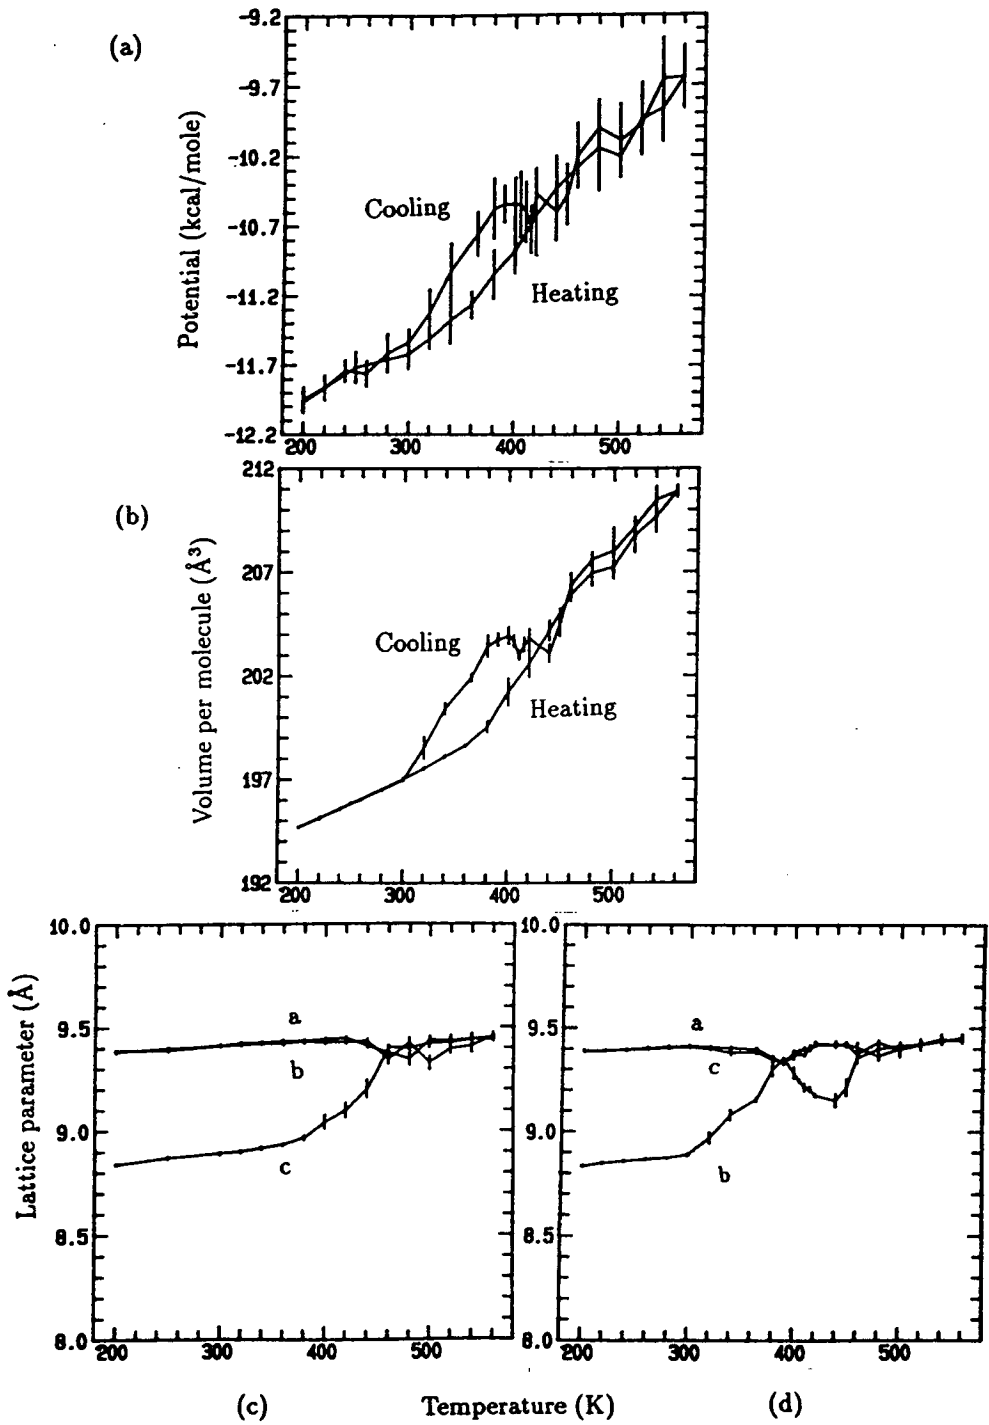 (a)
Potential (kcal/mole)
-9.2
-9.7
-10.2
-10.7
-11.2
-11.7
-12.2
Cooling
Heating
200 300 400 500
(b)
Volume per molecule (Å³)
212
207
202
197
192
Cooling
Heating
200 300 400 500
Lattice parameter (Å)
10.0
9.5
9.0
8.5
8.0
a
b
c
200 300 400 500
10.0
9.5
9.0
8.5
8.0
a
c
b
200 300 400 500
(c) Temperature (K) (d)